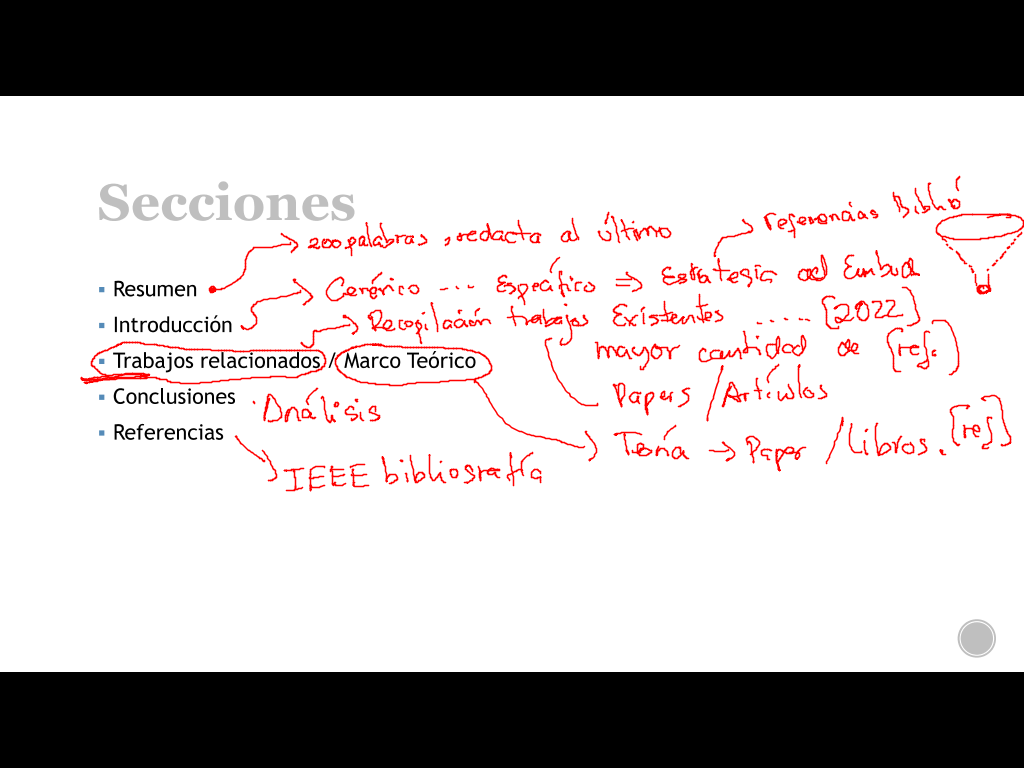 Secciones
200 palabras, redacta al último
referencias Biblió
Resumen
Genérico ... Específico => Estrategia del Embud
Introducción
Recopilación trabajos Existentes ...... [2022]
mayor cantidad de [ref.]
Trabajos relacionados / Marco Teórico
Papers / Artículos
Conclusiones
Análisis
Referencias
Teoría -> Paper / Libros. [ref]
IEEE bibliografía